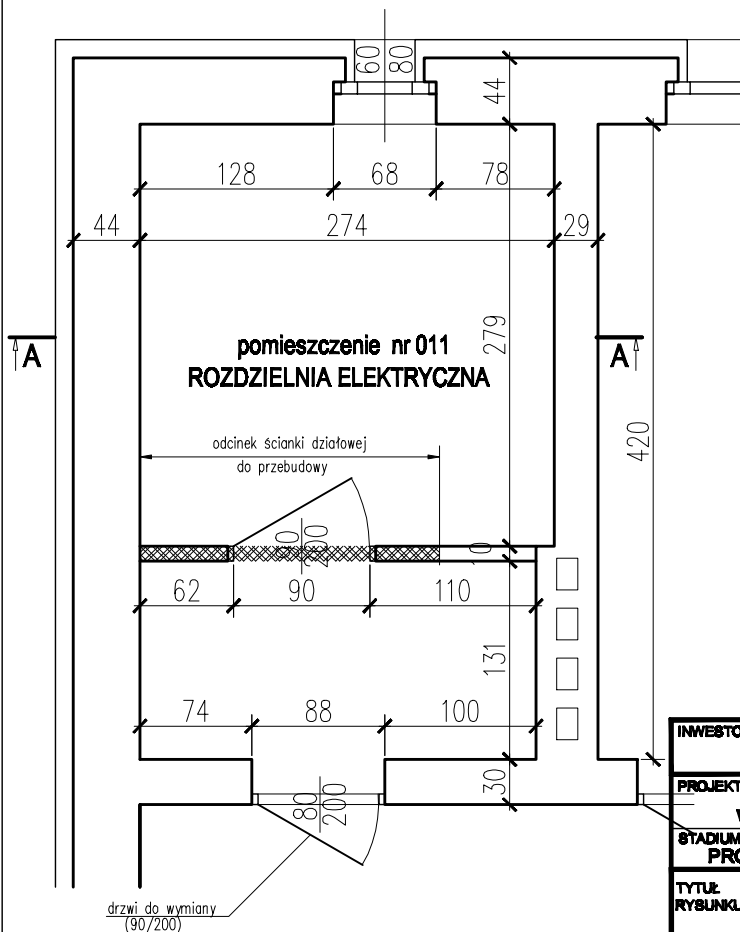 60
80
44
128
68
78
44
274
29
279
A
A
pomieszczenie nr 011
ROZDZIELNIA ELEKTRYCZNA
420
odcinek ścianki działowej
do przebudowy
90
200
62
90
110
131
74
88
100
30
80
200
drzwi do wymiany
(90/200)
INWESTO
PROJEKT
STADIUM
PRO
TYTUŁ
RYSUNKU